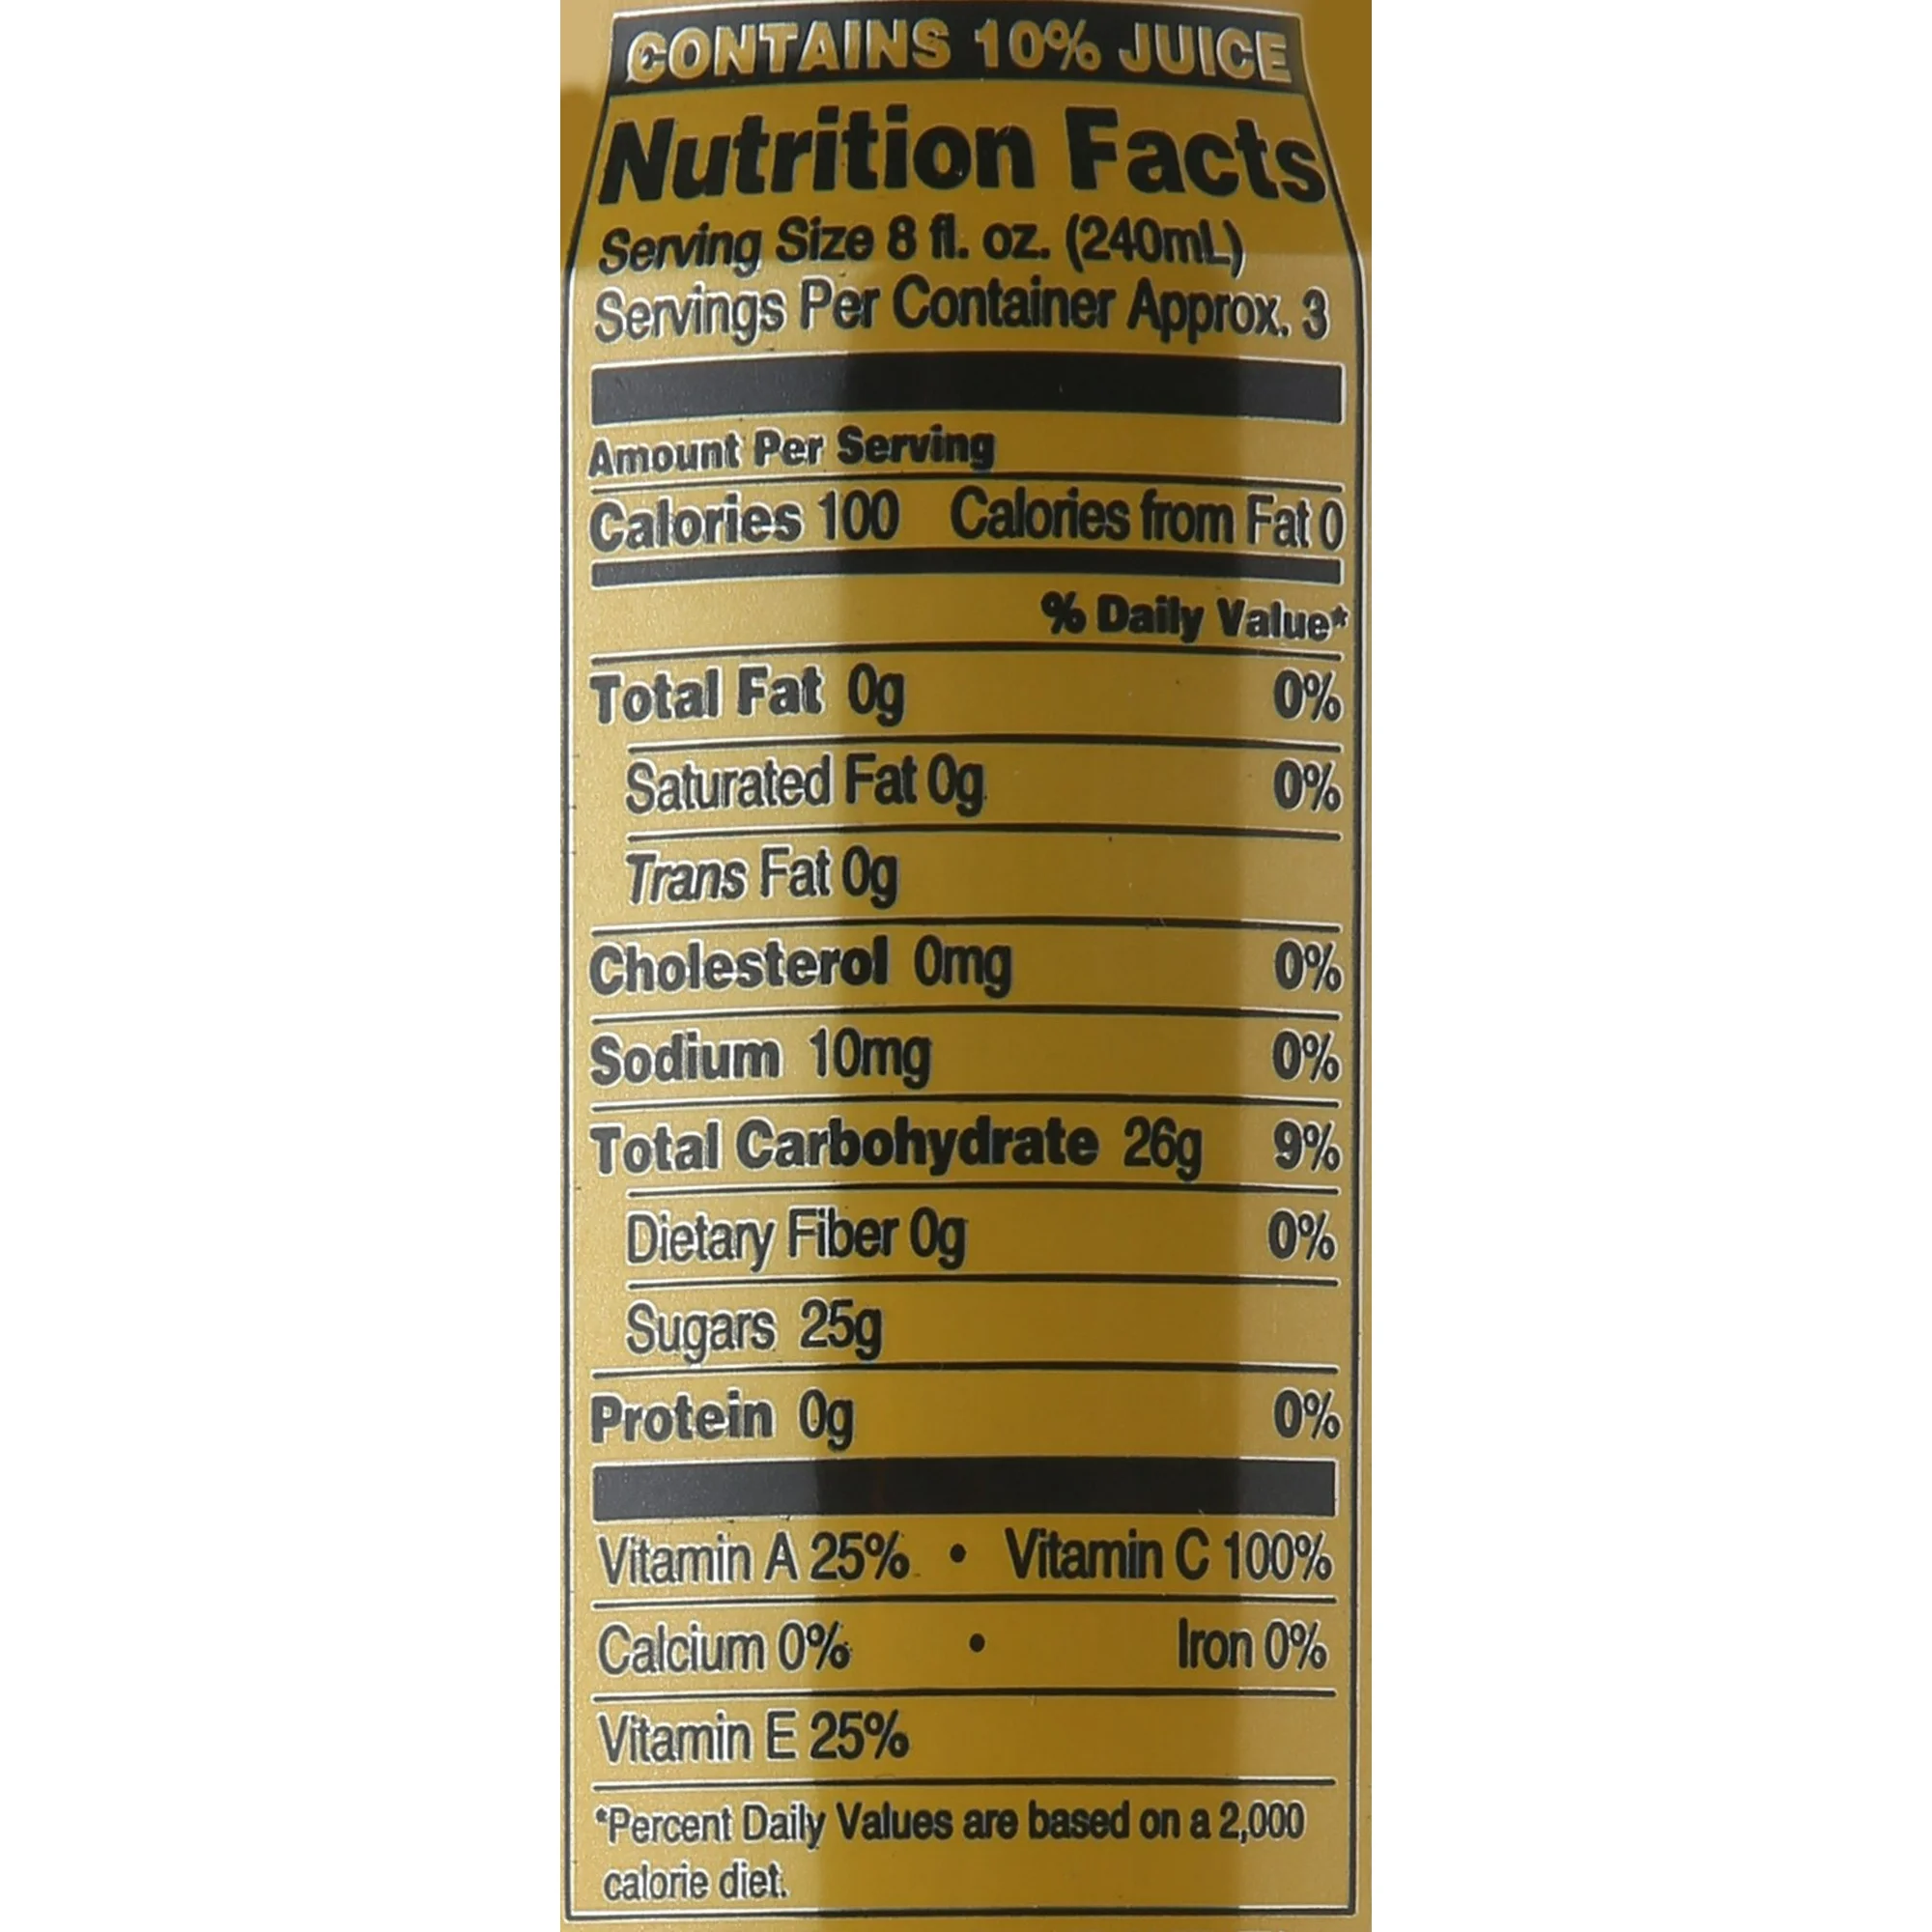 CONTAINS 10% JUICE
Nutrition Facts
Serving Size 8 fl. oz. (240mL)
Servings Per Container Approx. 3
Amount Per Serving
Calories 100 Calories from Fat 0
% Daily Value*
Total Fat 0g 0%
Saturated Fat 0g 0%
Trans Fat 0g
Cholesterol 0mg 0%
Sodium 10mg 0%
Total Carbohydrate 26g 9%
Dietary Fiber 0g 0%
Sugars 25g
Protein 0g 0%
Vitamin A 25% • Vitamin C 100%
Calcium 0% • Iron 0%
Vitamin E 25%
*Percent Daily Values are based on a 2,000
calorie diet.